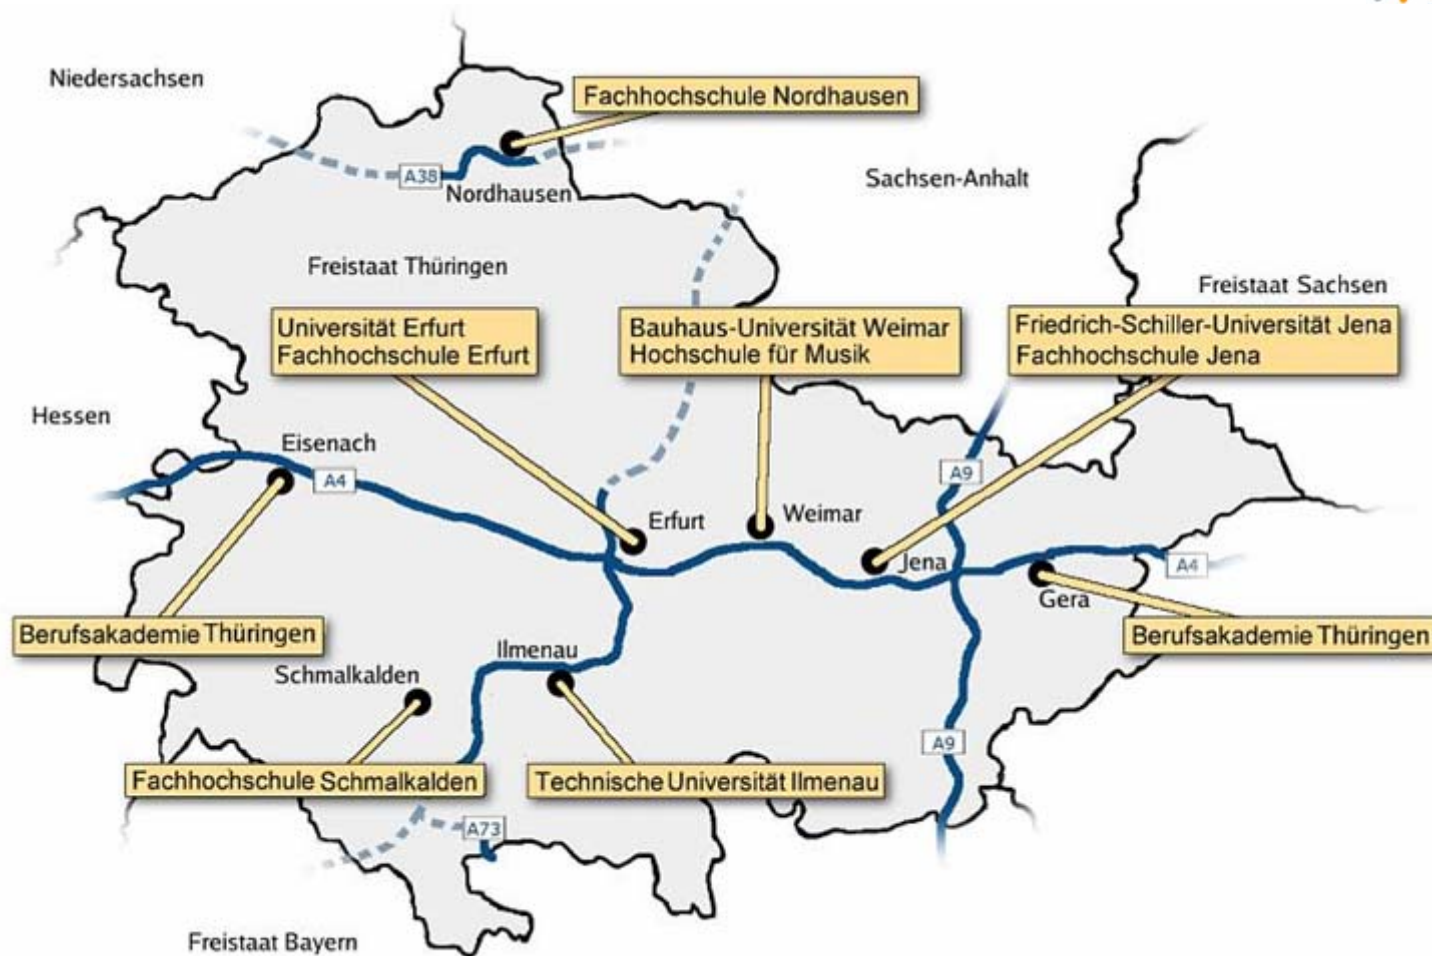 Niedersachsen
Fachhochschule Nordhausen
A38
Nordhausen
Sachsen-Anhalt
Freistaat Thüringen
Freistaat Sachsen
Universität Erfurt
Fachhochschule Erfurt
Bauhaus-Universität Weimar
Hochschule für Musik
Friedrich-Schiller-Universität Jena
Fachhochschule Jena
Hessen
Eisenach
A4
A9
Erfurt
Weimar
Jena
A4
Gera
Berufsakademie Thüringen
Berufsakademie Thüringen
Ilmenau
Schmalkalden
A9
Fachhochschule Schmalkalden
Technische Universität Ilmenau
A73
Freistaat Bayern